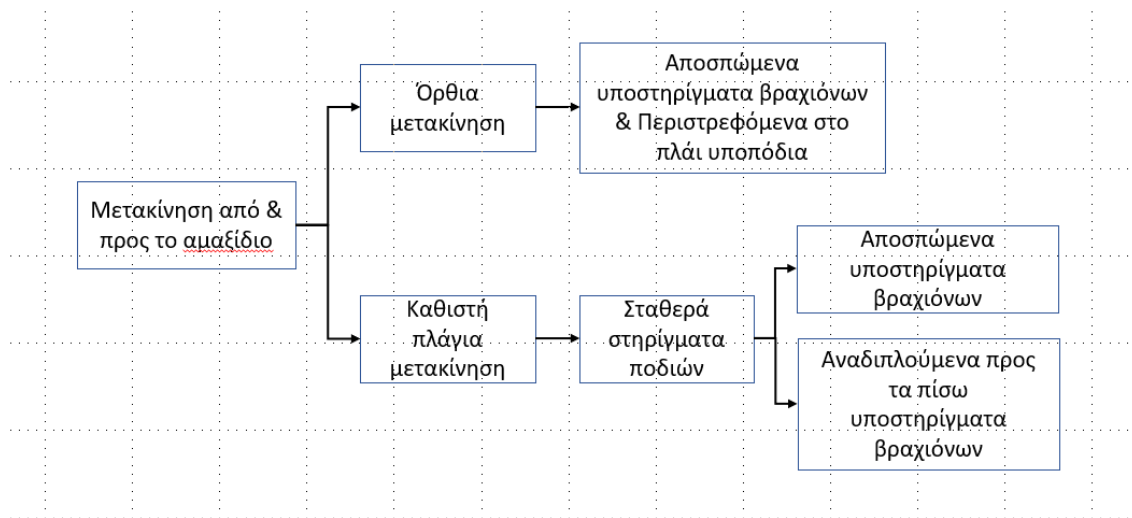 Μετακίνηση από &
προς το αμαξίδιο
Όρθια
μετακίνηση
Αποσπώμενα
υποστηρίγματα βραχιόνων
& Περιστρεφόμενα στο
πλάι υποπόδια
Καθιστή
πλάγια
μετακίνηση
Σταθερά
στηρίγματα
ποδιών
Αποσπώμενα
υποστηρίγματα
βραχιόνων
Αναδιπλούμενα προς
τα πίσω
υποστηρίγματα
βραχιόνων